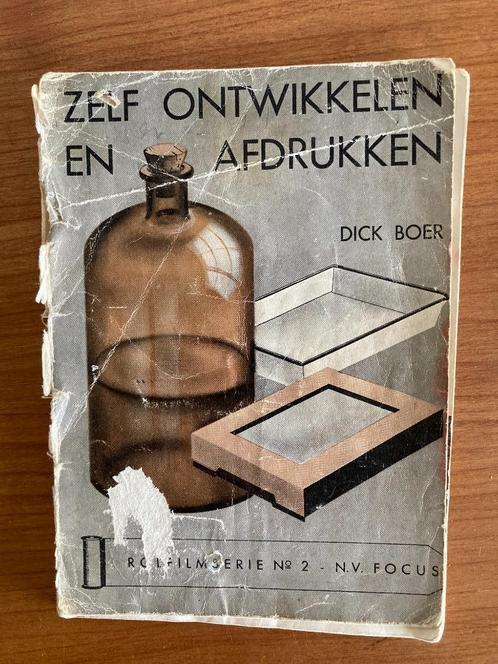 ZELF ONTWIKKELEN
EN AFDRUKKEN
DICK BOER
ROLFILMSERIE Nº 2 - N.V. FOCUS